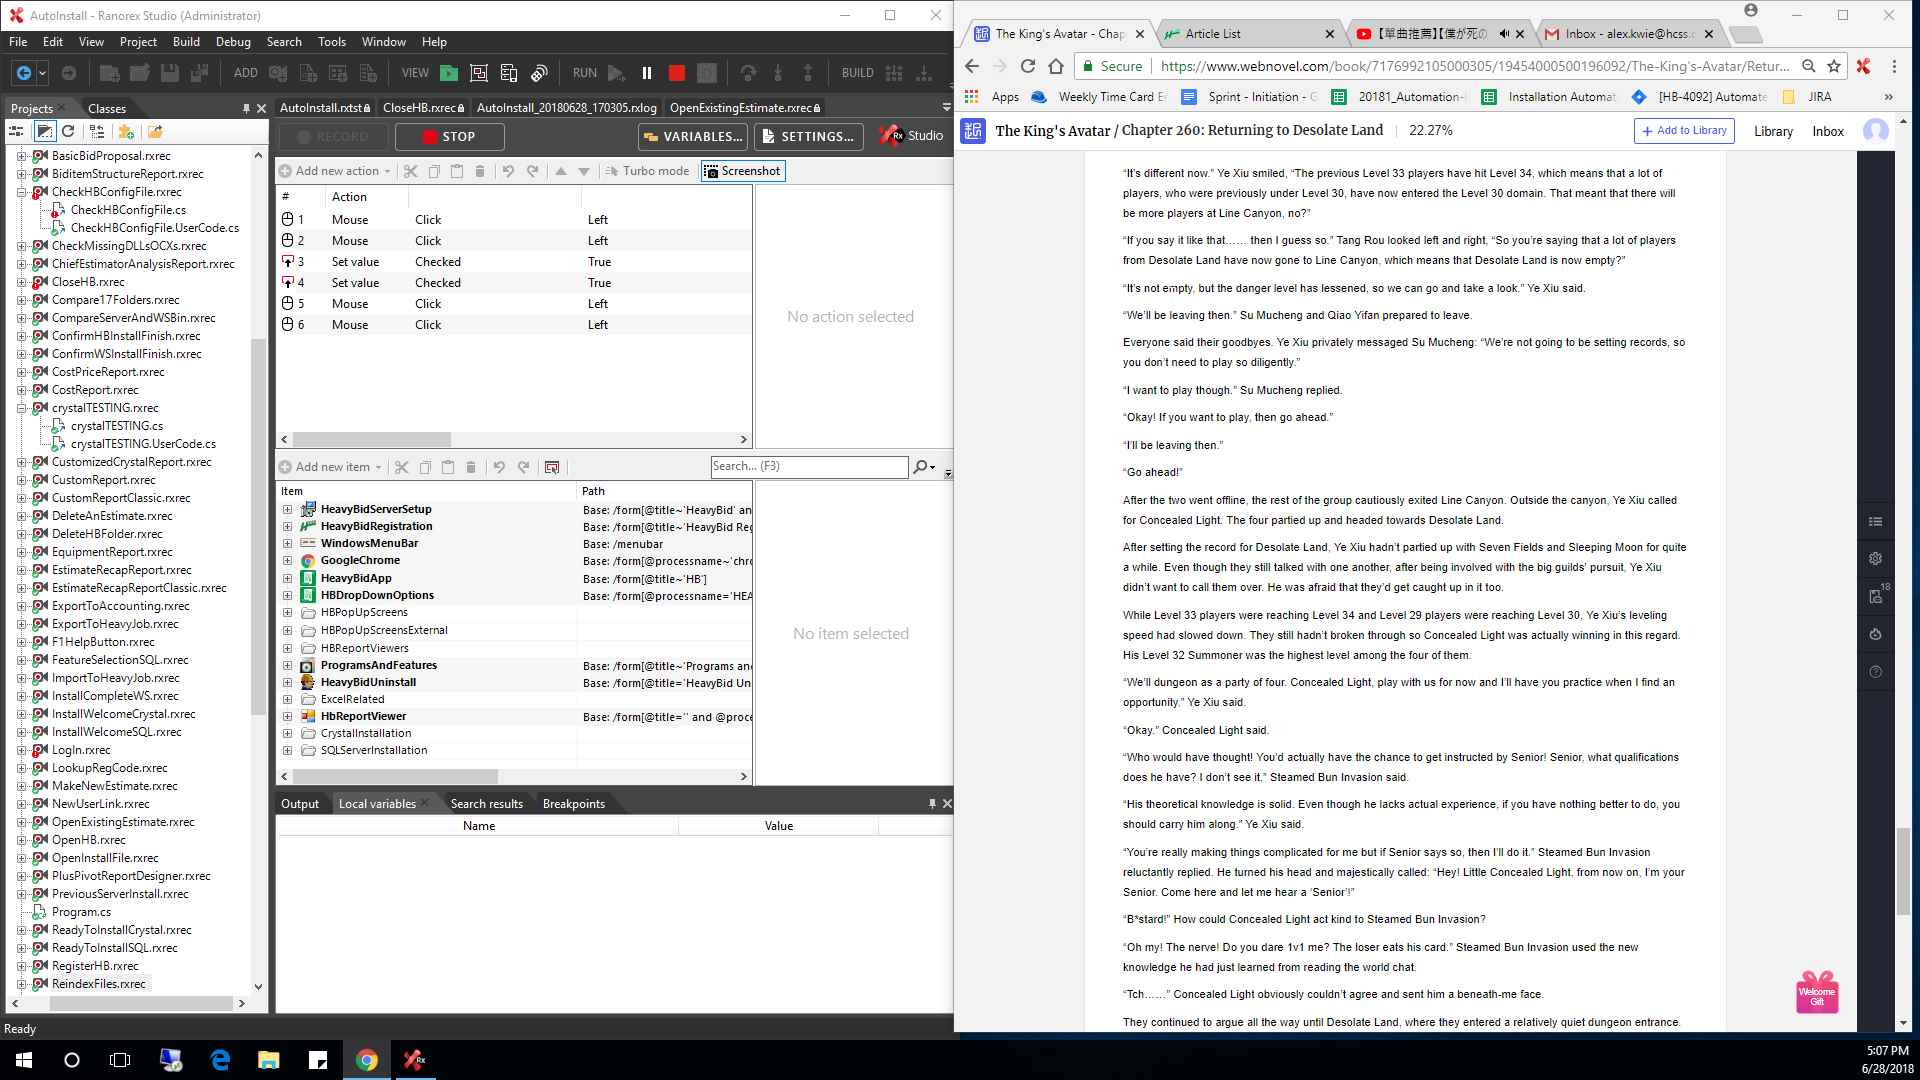 AutoInstall - Ranorex Studio (Administrator)
File Edit View Project Build Debug Search Tools Window Help
ADD VIEW RUN BUILD
Projects Classes
BasicBidProposal.rxrec
BiditemStructureReport.rxrec
CheckHBConfigFile.rxrec
CheckHBConfigFile.cs
CheckHBConfigFile.UserCode.cs
CheckMissingDLLsOCXs.rxrec
ChiefEstimatorAnalysisReport.rxrec
CloseHB.rxrec
Compare17Folders.rxrec
CompareServerAndWSBin.rxrec
ConfirmHBInstallFinish.rxrec
ConfirmWSInstallFinish.rxrec
CostPriceReport.rxrec
CostReport.rxrec
crystalTESTING.rxrec
crystalTESTING.cs
crystalTESTING.UserCode.cs
CustomizedCrystalReport.rxrec
CustomReport.rxrec
CustomReportClassic.rxrec
DeleteAnEstimate.rxrec
DeleteHBFolder.rxrec
EquipmentReport.rxrec
EstimateRecapReport.rxrec
EstimateRecapReportClassic.rxrec
ExportToAccounting.rxrec
ExportToHeavyJob.rxrec
F1HelpButton.rxrec
FeatureSelectionSQL.rxrec
ImportToHeavyJob.rxrec
InstallCompleteWS.rxrec
InstallWelcomeCrystal.rxrec
InstallWelcomeSQL.rxrec
LogIn.rxrec
LookupRegCode.rxrec
MakeNewEstimate.rxrec
NewUserLink.rxrec
OpenExistingEstimate.rxrec
OpenHB.rxrec
OpenInstallFile.rxrec
PlusPivotReportDesigner.rxrec
PreviousServerInstall.rxrec
Program.cs
ReadyToInstallCrystal.rxrec
ReadyToInstallSQL.rxrec
RegisterHB.rxrec
ReindexFiles.rxrec
Ready
AutoInstall.rxtst CloseHB.rxrec AutoInstall_20180628_170305.rxlog OpenExistingEstimate.rxrec
RECORD STOP VARIABLES... SETTINGS... Rx Studio
Add new action Turbo mode Screenshot
# Action
1 Mouse Click Left
2 Mouse Click Left
3 Set value Checked True
4 Set value Checked True
5 Mouse Click Left
6 Mouse Click Left
No action selected
Add new item Search... (F3)
Item Path
HeavyBidServerSetup Base: /form[@title~'HeavyBid' an
HeavyBidRegistration Base: /form[@title~'HeavyBid Reg
WindowsMenuBar Base: /menubar
GoogleChrome Base: /form[@processname~'chro
HeavyBidApp Base: /form[@title~'HB']
HBDropDownOptions Base: /form[@processname='HEA
HBPopUpScreens
HBPopUpScreensExternal
HBReportViewers
ProgramsAndFeatures Base: /form[@title~'Programs and
HeavyBidUninstall Base: /form[@title='HeavyBid Uni
ExcelRelated
HbReportViewer Base: /form[@title='' and @proce
CrystalInstallation
SQLServerInstallation
No item selected
Output Local variables Search results Breakpoints
Name Value
The King's Avatar - Chap Article List 【單曲推薦】【僕が死の Inbox - alex.kwie@hcss.c
Secure https://www.webnovel.com/book/7176992105000305/19454000500196092/The-King's-Avatar/Retur...
Apps Weekly Time Card Er Sprint - Initiation - G 20181_Automation- Installation Automat [HB-4092] Automate JIRA »
The King's Avatar / Chapter 260: Returning to Desolate Land 22.27% + Add to Library Library Inbox
“It’s different now.” Ye Xiu smiled, “The previous Level 33 players have hit Level 34, which means that a lot of
players, who were previously under Level 30, have now entered the Level 30 domain. That meant that there will
be more players at Line Canyon, no?”
“If you say it like that…… then I guess so.” Tang Rou looked left and right, “So you’re saying that a lot of players
from Desolate Land have now gone to Line Canyon, which means that Desolate Land is now empty?”
“It’s not empty, but the danger level has lessened, so we can go and take a look.” Ye Xiu said.
“We’ll be leaving then.” Su Mucheng and Qiao Yifan prepared to leave.
Everyone said their goodbyes. Ye Xiu privately messaged Su Mucheng: “We’re not going to be setting records, so
you don’t need to play so diligently.”
“I want to play though.” Su Mucheng replied.
“Okay! If you want to play, then go ahead.”
“I’ll be leaving then.”
“Go ahead!”
After the two went offline, the rest of the group cautiously exited Line Canyon. Outside the canyon, Ye Xiu called
for Concealed Light. The four partied up and headed towards Desolate Land.
After setting the record for Desolate Land, Ye Xiu hadn’t partied up with Seven Fields and Sleeping Moon for quite
a while. Even though they still talked with one another, after being involved with the big guilds’ pursuit, Ye Xiu
didn’t want to call them over. He was afraid that they’d get caught up in it too.
While Level 33 players were reaching Level 34 and Level 29 players were reaching Level 30, Ye Xiu’s leveling
speed had slowed down. They still hadn’t broken through so Concealed Light was actually winning in this regard.
His Level 32 Summoner was the highest level among the four of them.
“We’ll dungeon as a party of four. Concealed Light, play with us for now and I’ll have you practice when I find an
opportunity.” Ye Xiu said.
“Okay.” Concealed Light said.
“Who would have thought! You’d actually have the chance to get instructed by Senior! Senior, what qualifications
does he have? I don’t see it.” Steamed Bun Invasion said.
“His theoretical knowledge is solid. Even though he lacks actual experience, if you have nothing better to do, you
should carry him along.” Ye Xiu said.
“You’re really making things complicated for me but if Senior says so, then I’ll do it.” Steamed Bun Invasion
reluctantly replied. He turned his head and majestically called: “Hey! Little Concealed Light, from now on, I’m your
Senior. Come here and let me hear a ‘Senior’!”
“B*stard!” How could Concealed Light act kind to Steamed Bun Invasion?
“Oh my! The nerve! Do you dare 1v1 me? The loser eats his card.” Steamed Bun Invasion used the new
knowledge he had just learned from reading the world chat.
“Tch……” Concealed Light obviously couldn’t agree and sent him a beneath-me face.
They continued to argue all the way until Desolate Land, where they entered a relatively quiet dungeon entrance.
18
Welcome
Gift
5:07 PM
6/28/2018